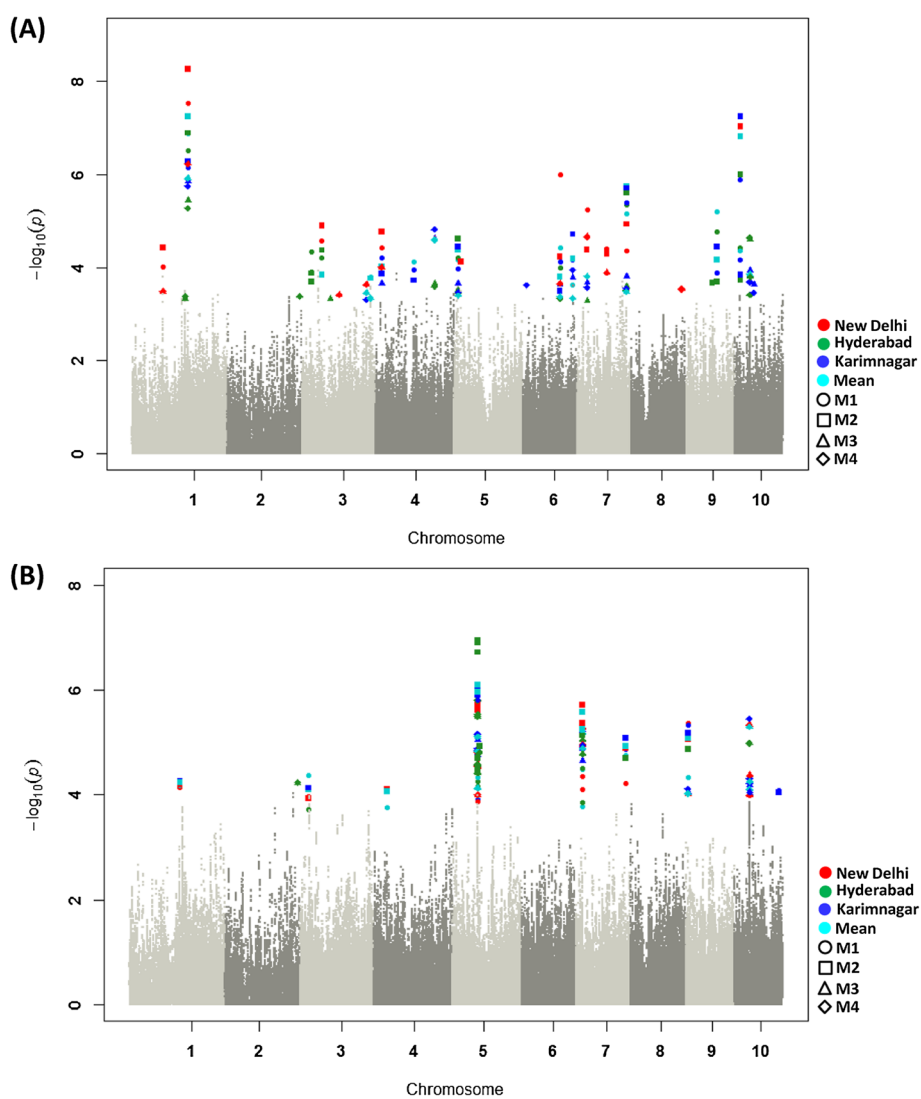 (A)
8
6
4
2
0
−log10(p)
1 2 3 4 5 6 7 8 9 10
Chromosome
New Delhi
Hyderabad
Karimnagar
Mean
M1
M2
M3
M4
(B)
8
6
4
2
0
−log10(p)
1 2 3 4 5 6 7 8 9 10
Chromosome
New Delhi
Hyderabad
Karimnagar
Mean
M1
M2
M3
M4